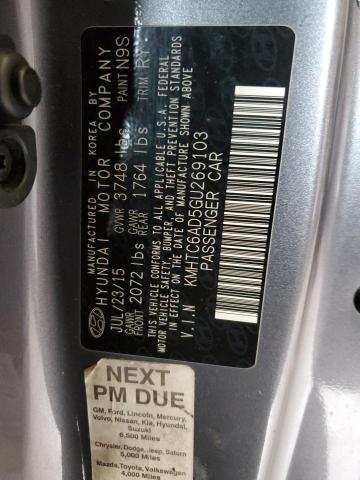 MANUFACTURED IN KOREA BY
HYUNDAI MOTOR COMPANY
JUL/23/15 GVWR 3748 lbs PAINT N9S
GAWR FRONT 2072 lbs GAWR REAR 1764 lbs TRIM RY
THIS VEHICLE CONFORMS TO ALL APPLICABLE U.S.A. FEDERAL
MOTOR VEHICLE SAFETY, BUMPER, AND THEFT PREVENTION
STANDARDS IN EFFECT ON THE DATE OF MANUFACTURE SHOWN ABOVE
V.I.N KMHTC6AD5GU269103
PASSENGER CAR
NEXT
PM DUE
GM, Ford, Lincoln, Mercury,
Volvo, Nissan, Kia, Hyundai,
Suzuki
6,500 Miles
Chrysler, Dodge, Jeep, Saturn
5,000 Miles
Mazda, Toyota, Volkswagen
4,000 Miles